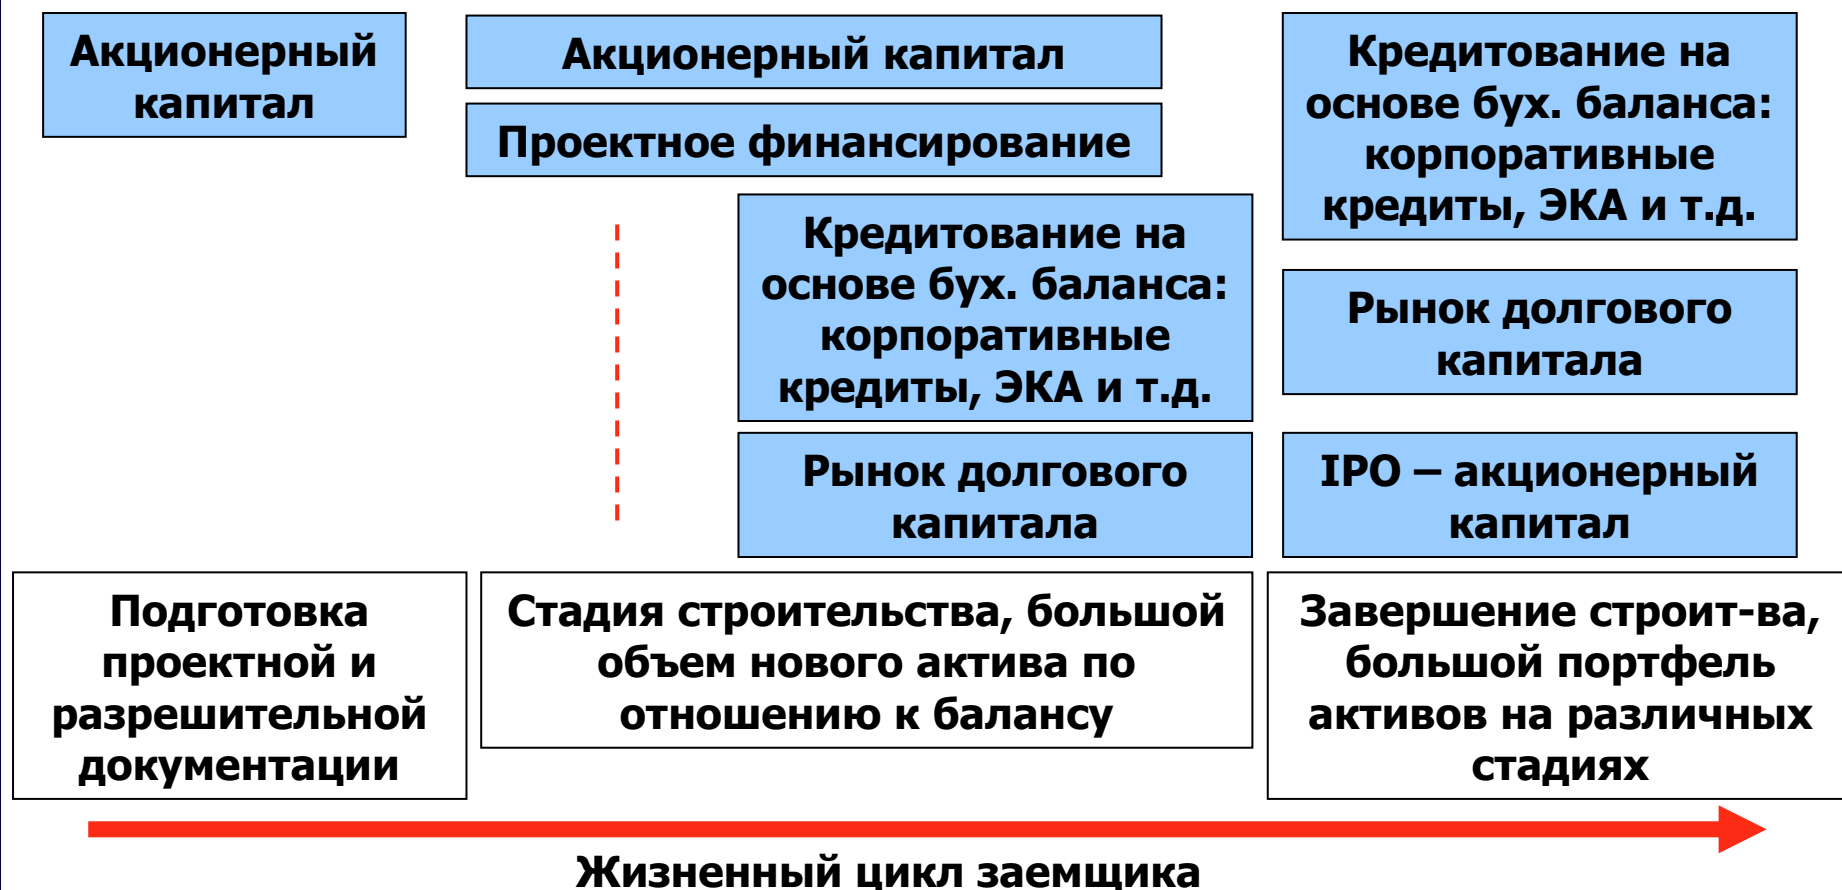 Акционерный
капитал
Акционерный капитал
Проектное финансирование
Кредитование на
основе бух. баланса:
корпоративные
кредиты, ЭКА и т.д.
Рынок долгового
капитала
Кредитование на
основе бух. баланса:
корпоративные
кредиты, ЭКА и т.д.
Рынок долгового
капитала
IPO – акционерный
капитал
Подготовка
проектной и
разрешительной
документации
Стадия строительства, большой
объем нового актива по
отношению к балансу
Завершение строит-ва,
большой портфель
активов на различных
стадиях
Жизненный цикл заемщика